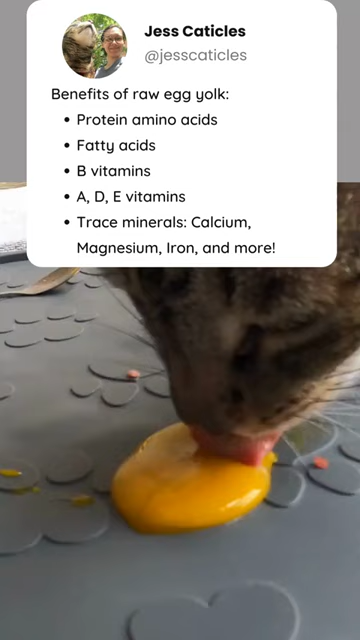 Jess Caticles
@jesscaticles
Benefits of raw egg yolk:
• Protein amino acids
• Fatty acids
• B vitamins
• A, D, E vitamins
• Trace minerals: Calcium,
Magnesium, Iron, and more!